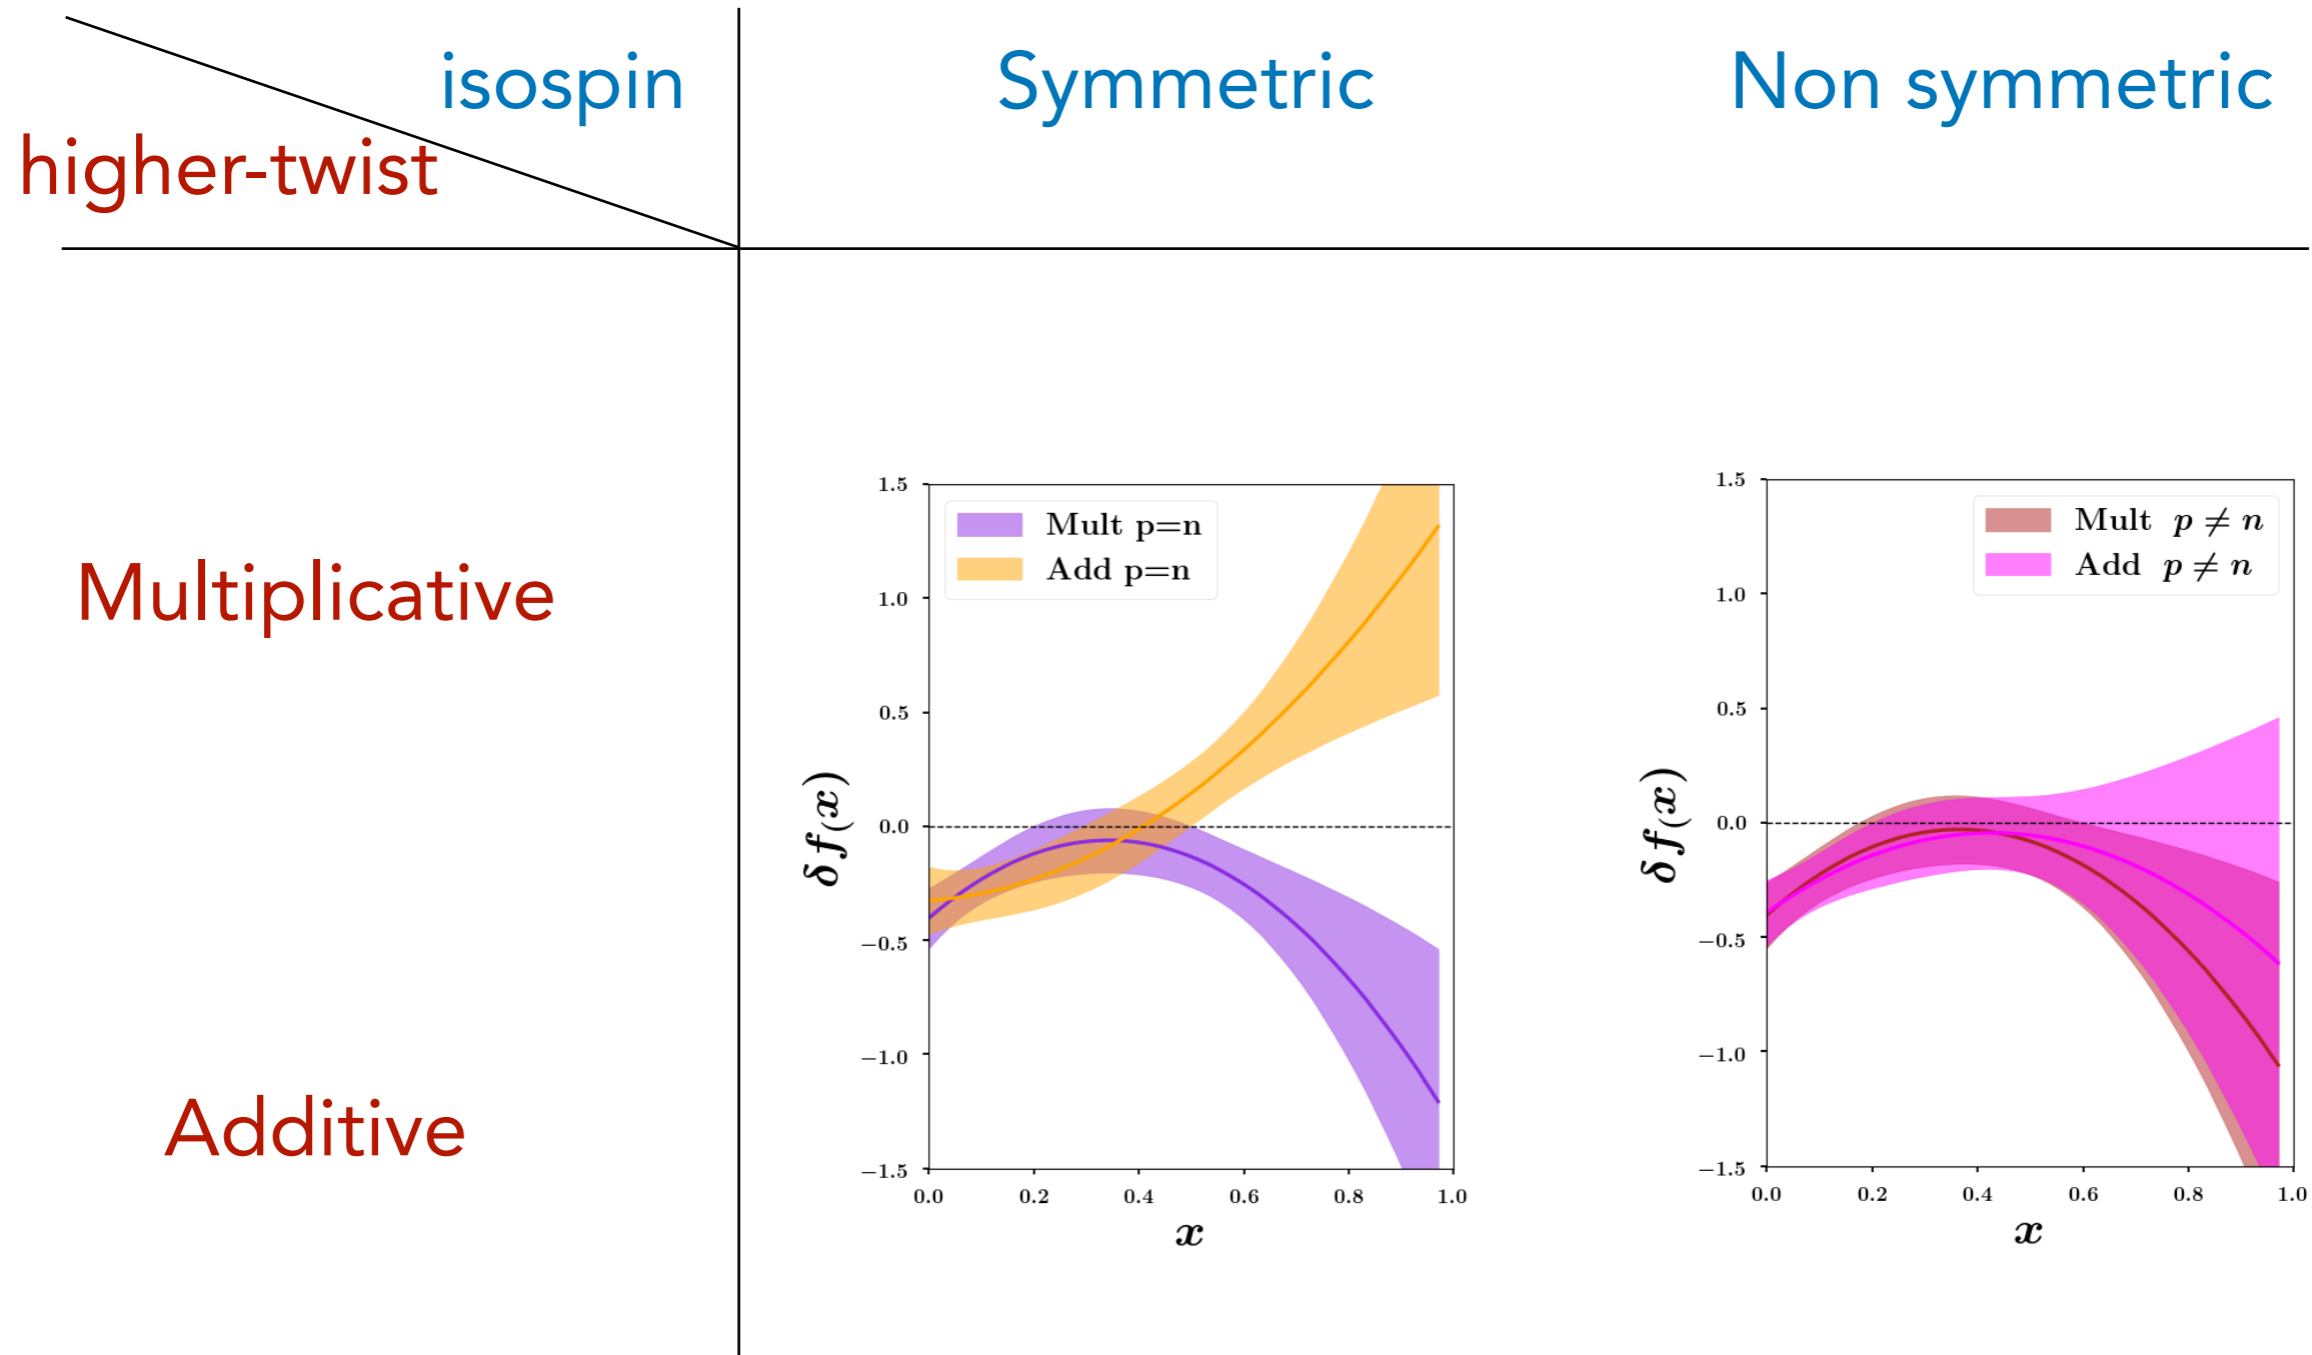 isospin
Symmetric
Non symmetric
higher-twist
Multiplicative
Additive
1.5
1.0
0.5
0.0
−0.5
−1.0
−1.5
δf(x)
Mult p=n
Add p=n
0.0 0.2 0.4 0.6 0.8 1.0
x
1.5
1.0
0.5
0.0
−0.5
−1.0
−1.5
δf(x)
Mult p ≠ n
Add p ≠ n
0.0 0.2 0.4 0.6 0.8 1.0
x